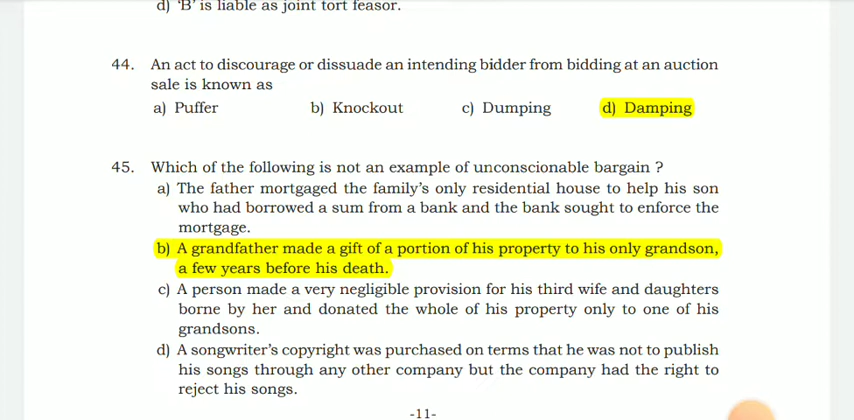 d) 'B' is liable as joint tort feasor.
44. An act to discourage or dissuade an intending bidder from bidding at an auction
sale is known as
a) Puffer b) Knockout c) Dumping d) Damping
45. Which of the following is not an example of unconscionable bargain ?
a) The father mortgaged the family's only residential house to help his son
who had borrowed a sum from a bank and the bank sought to enforce the
mortgage.
b) A grandfather made a gift of a portion of his property to his only grandson,
a few years before his death.
c) A person made a very negligible provision for his third wife and daughters
borne by her and donated the whole of his property only to one of his
grandsons.
d) A songwriter's copyright was purchased on terms that he was not to publish
his songs through any other company but the company had the right to
reject his songs.
-11-